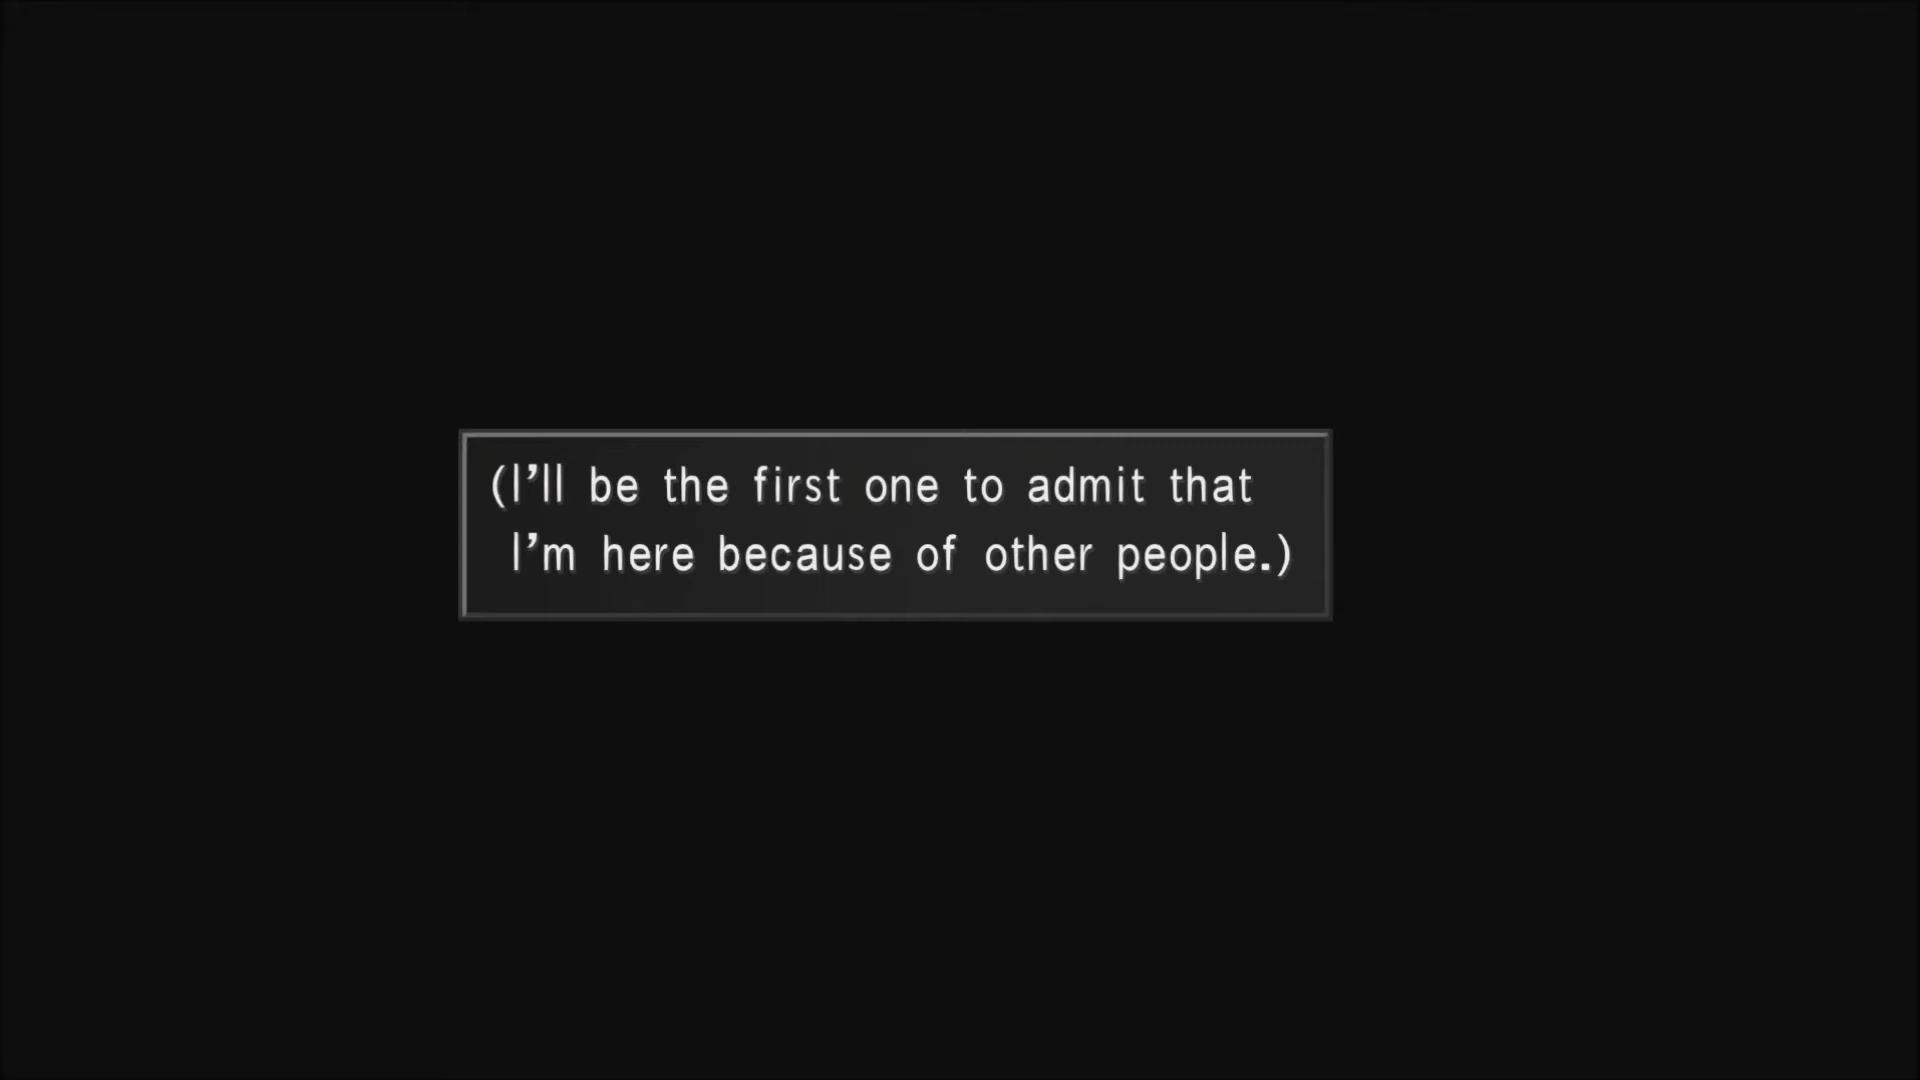 (I'll be the first one to admit that
I'm here because of other people.)